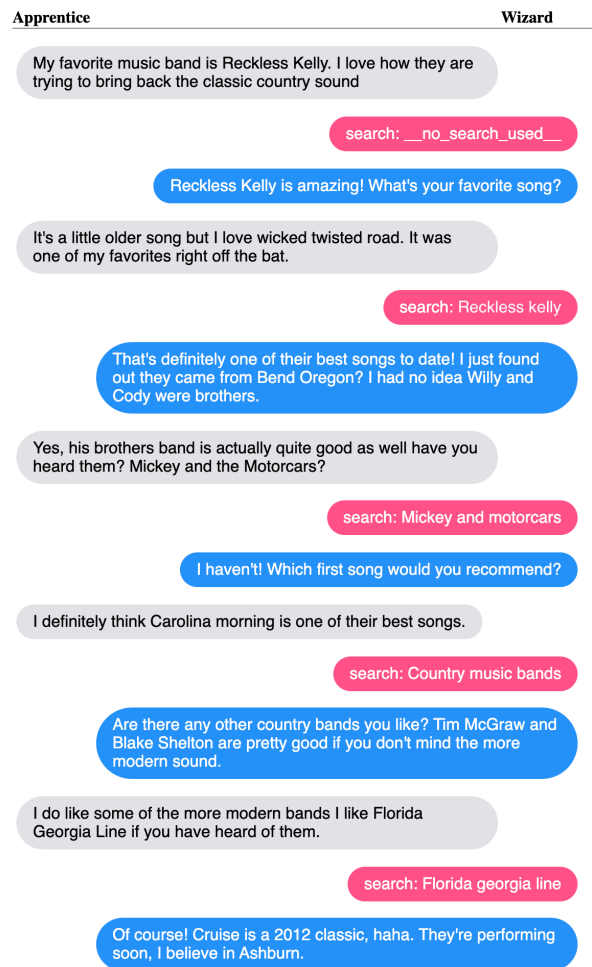 Apprentice Wizard
My favorite music band is Reckless Kelly. I love how they are
trying to bring back the classic country sound
search: __no_search_used__
Reckless Kelly is amazing! What's your favorite song?
It's a little older song but I love wicked twisted road. It was
one of my favorites right off the bat.
search: Reckless kelly
That's definitely one of their best songs to date! I just found
out they came from Bend Oregon? I had no idea Willy and
Cody were brothers.
Yes, his brothers band is actually quite good as well have you
heard them? Mickey and the Motorcars?
search: Mickey and motorcars
I haven't! Which first song would you recommend?
I definitely think Carolina morning is one of their best songs.
search: Country music bands
Are there any other country bands you like? Tim McGraw and
Blake Shelton are pretty good if you don't mind the more
modern sound.
I do like some of the more modern bands I like Florida
Georgia Line if you have heard of them.
search: Florida georgia line
Of course! Cruise is a 2012 classic, haha. They're performing
soon, I believe in Ashburn.